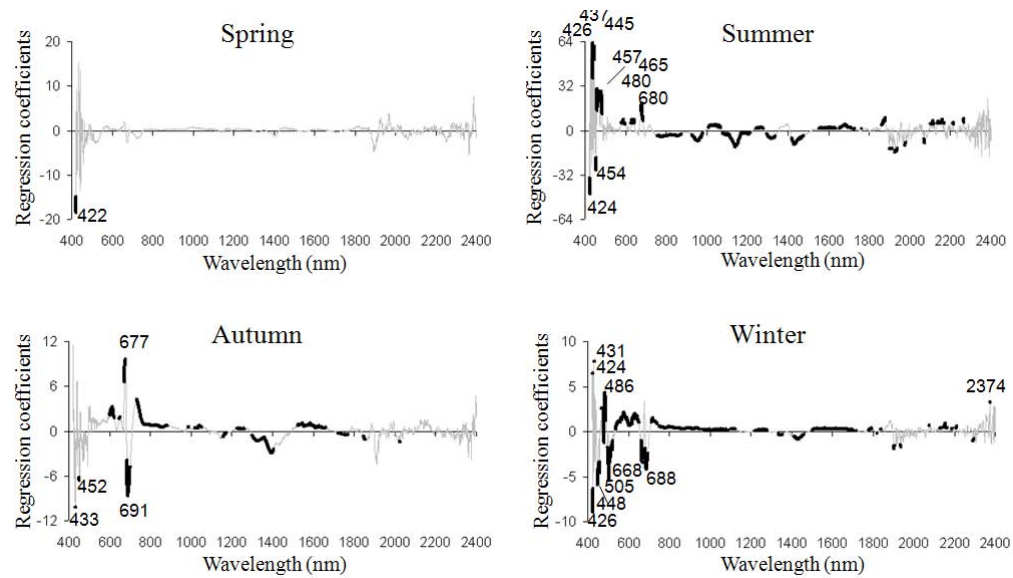 Spring
Regression coefficients
20
10
0
-10
-20
422
400 600 800 1000 1200 1400 1600 1800 2000 2200 2400
Wavelength (nm)
Summer
Regression coefficients
64
32
0
-32
-64
437
426 445
457 465
480
680
454
424
400 600 800 1000 1200 1400 1600 1800 2000 2200 2400
Wavelength (nm)
Autumn
Regression coefficients
12
6
0
-6
-12
677
452
433
691
400 600 800 1000 1200 1400 1600 1800 2000 2200 2400
Wavelength (nm)
Winter
Regression coefficients
10
5
0
-5
-10
431
424
486
2374
668
688
505
448
426
400 600 800 1000 1200 1400 1600 1800 2000 2200 2400
Wavelength (nm)